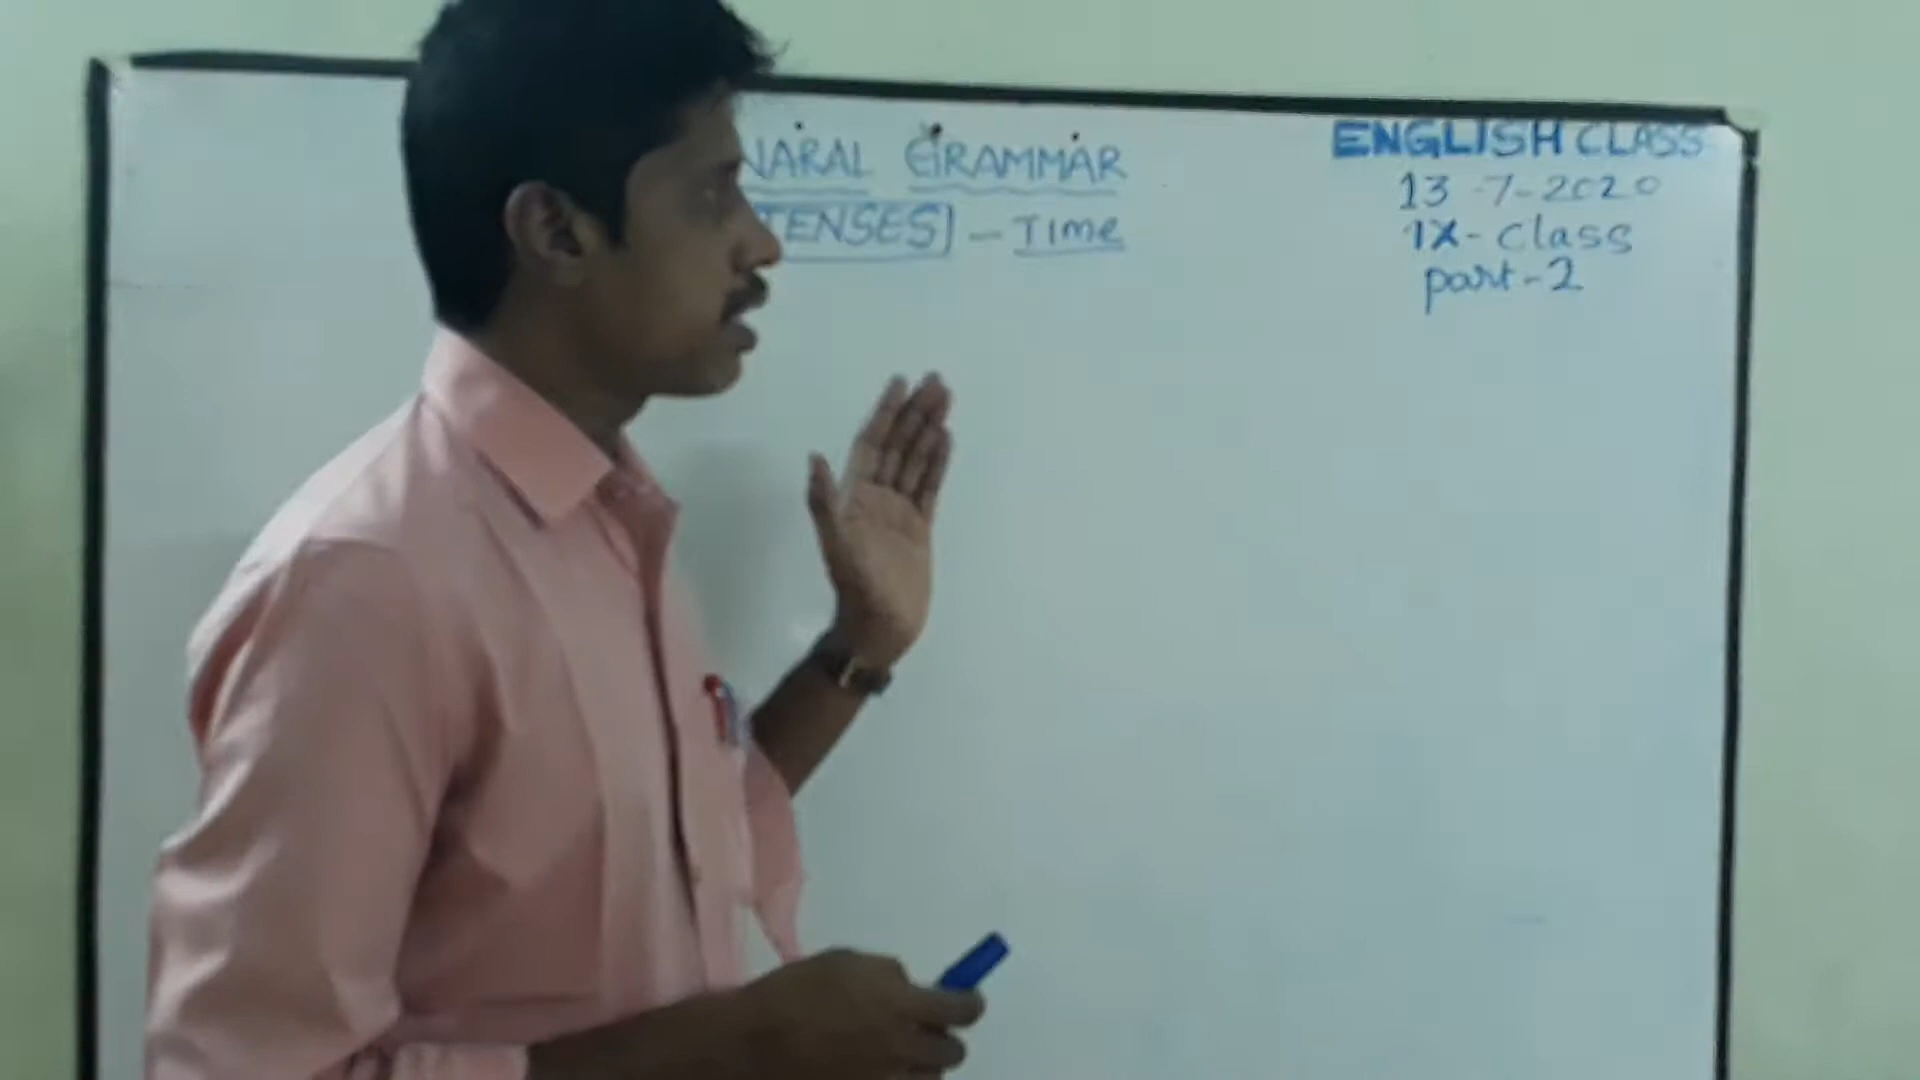 NARAL GRAMMAR
TENSES] - Time
ENGLISH CLASS
13-7-2020
IX- Class
part-2